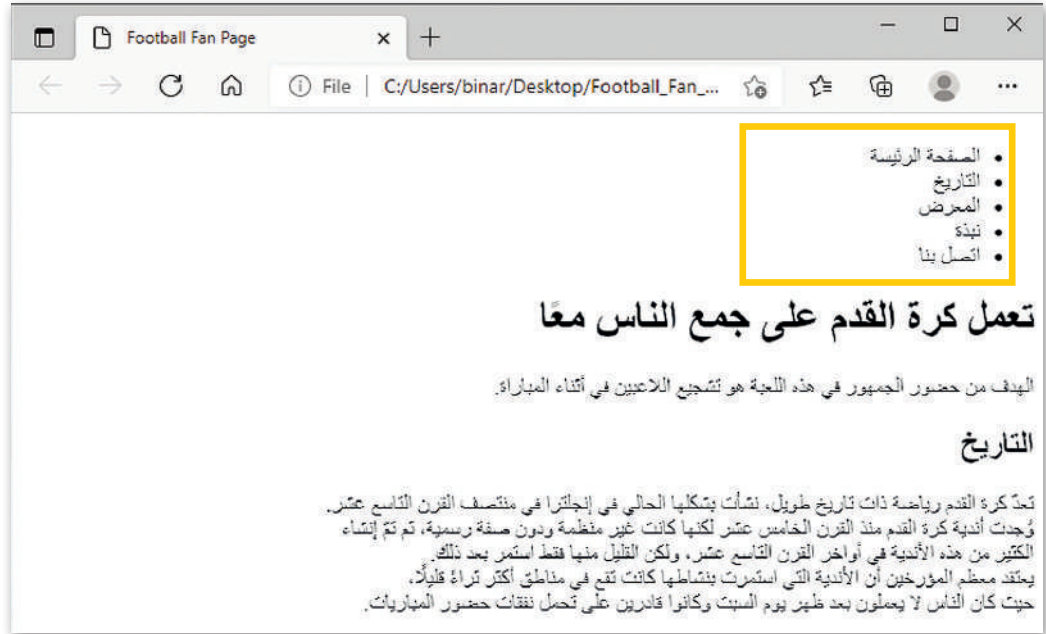 Football Fan Page
File | C:/Users/binar/Desktop/Football_Fan_...
• الصفحة الرئيسة
• التاريخ
• المعرض
• نبذة
• اتصل بنا
تعمل كرة القدم على جمع الناس معًا
الهدف من حضور الجمهور في هذه اللعبة هو تشجيع اللاعبين في أثناء المباراة.
التاريخ
تعدّ كرة القدم رياضة ذات تاريخ طويل، نشأت بشكلها الحالي في إنجلترا في منتصف القرن التاسع عشر.
وُجدت أندية كرة القدم منذ القرن الخامس عشر لكنها كانت غير منظمة ودون صفة رسمية، ثم تمّ إنشاء
الكثير من هذه الأندية في أواخر القرن التاسع عشر، ولكن القليل منها فقط استمر بعد ذلك.
يعتقد معظم المؤرخين أن الأندية التي استمرت بنشاطها كانت تقع في مناطق أكثر ثراءً قليلًا،
حيث كان الناس لا يعملون بعد ظهر يوم السبت وكانوا قادرين على تحمل نفقات حضور المباريات.